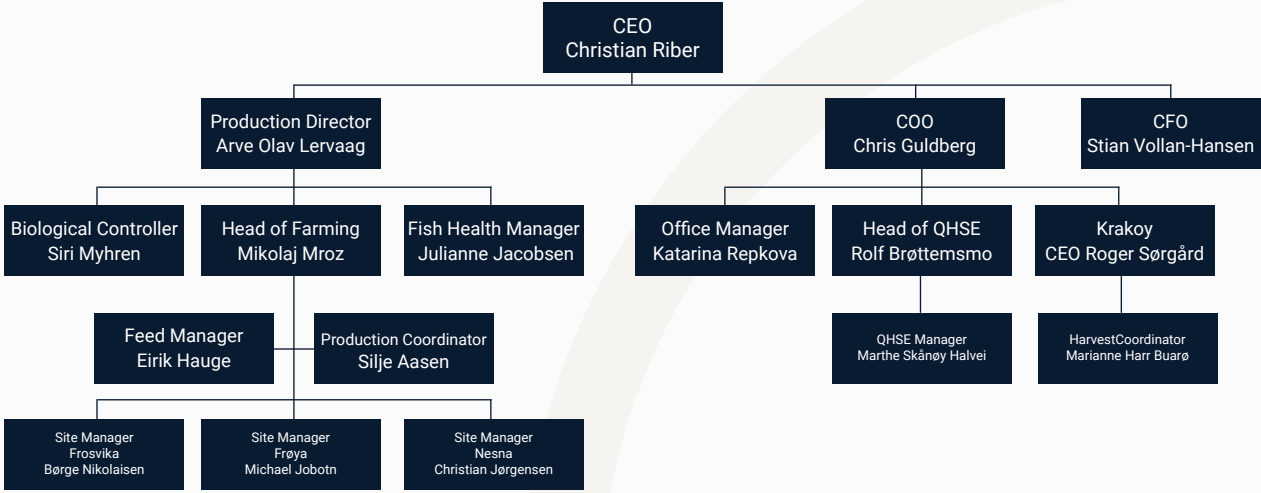 CEO
Christian Riber
Production Director
Arve Olav Lervaag
COO
Chris Guldberg
CFO
Stian Vollan-Hansen
Biological Controller
Siri Myhren
Head of Farming
Mikolaj Mroz
Fish Health Manager
Julianne Jacobsen
Office Manager
Katarina Repkova
Head of QHSE
Rolf Brøttemsmo
Krakoy
CEO Roger Sørgård
Feed Manager
Eirik Hauge
Production Coordinator
Silje Aasen
QHSE Manager
Marthe Skånøy Halvei
HarvestCoordinator
Marianne Harr Buarø
Site Manager
Frosvika
Børge Nikolaisen
Site Manager
Frøya
Michael Jobotn
Site Manager
Nesna
Christian Jørgensen